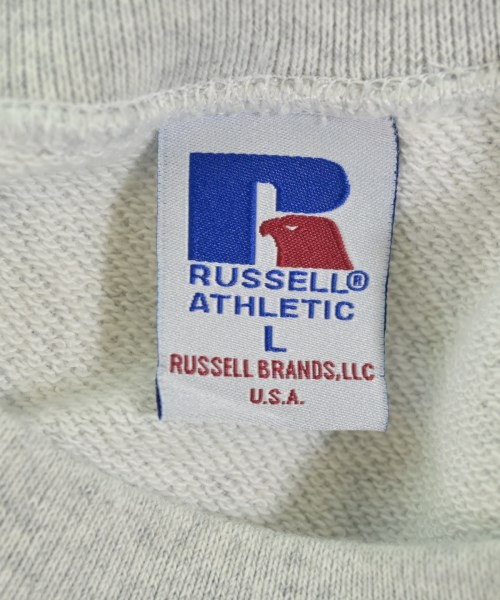 R
RUSSELL®
ATHLETIC
L
RUSSELL BRANDS,LLC
U.S.A.